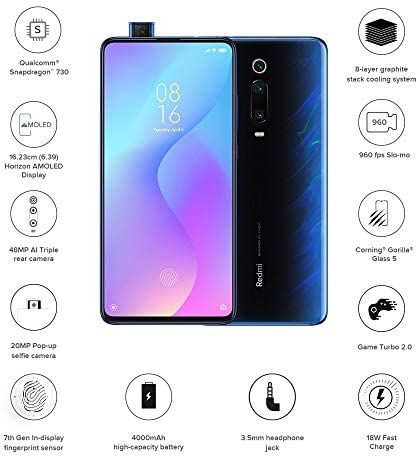 S
Qualcomm®
Snapdragon™ 730
8-layer graphite
stack cooling system
AMOLED
16.23cm (6.39)
Horizon AMOLED
Display
960
960 fps Slo-mo
08
16
Tuesday April 6
48MP AI Triple
rear camera
Corning® Gorilla®
Glass 5
Redmi
20MP Pop-up
selfie camera
Game Turbo 2.0
7th Gen In-display
fingerprint sensor
4000mAh
high-capacity battery
3.5mm headphone
jack
18W Fast
Charge